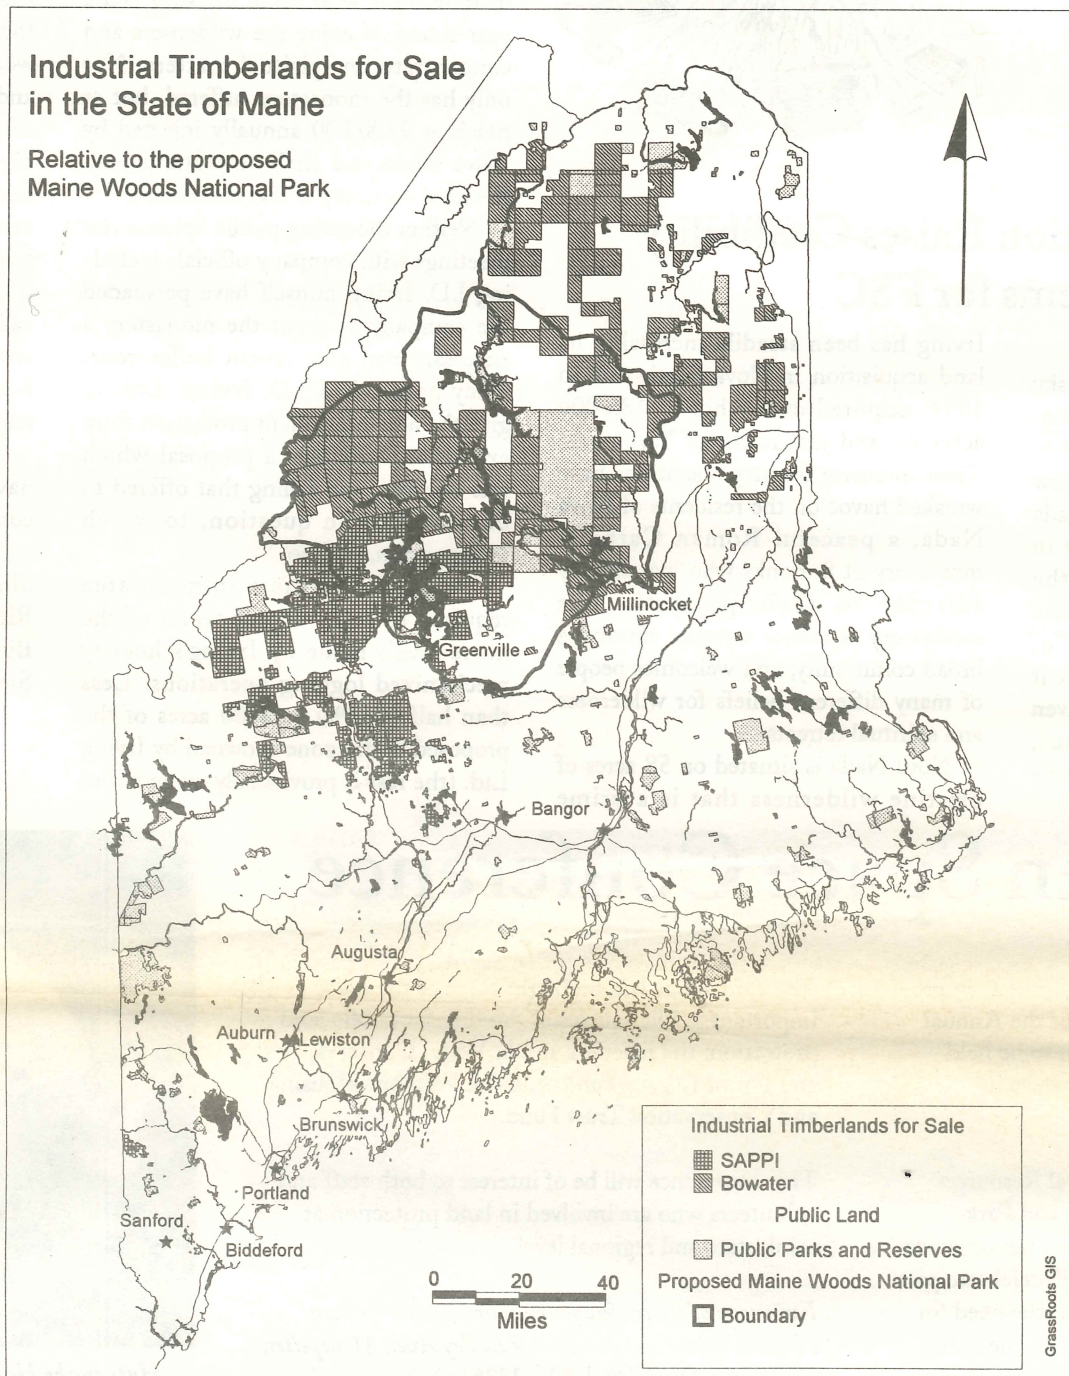 Industrial Timberlands for Sale
in the State of Maine
Relative to the proposed
Maine Woods National Park
Millinocket
Greenville
Bangor
Augusta
Auburn
Lewiston
Brunswick
Portland
Sanford
Biddeford
0 20 40
Miles
Industrial Timberlands for Sale
SAPPI
Bowater
Public Land
Public Parks and Reserves
Proposed Maine Woods National Park
Boundary
GrassRoots GIS